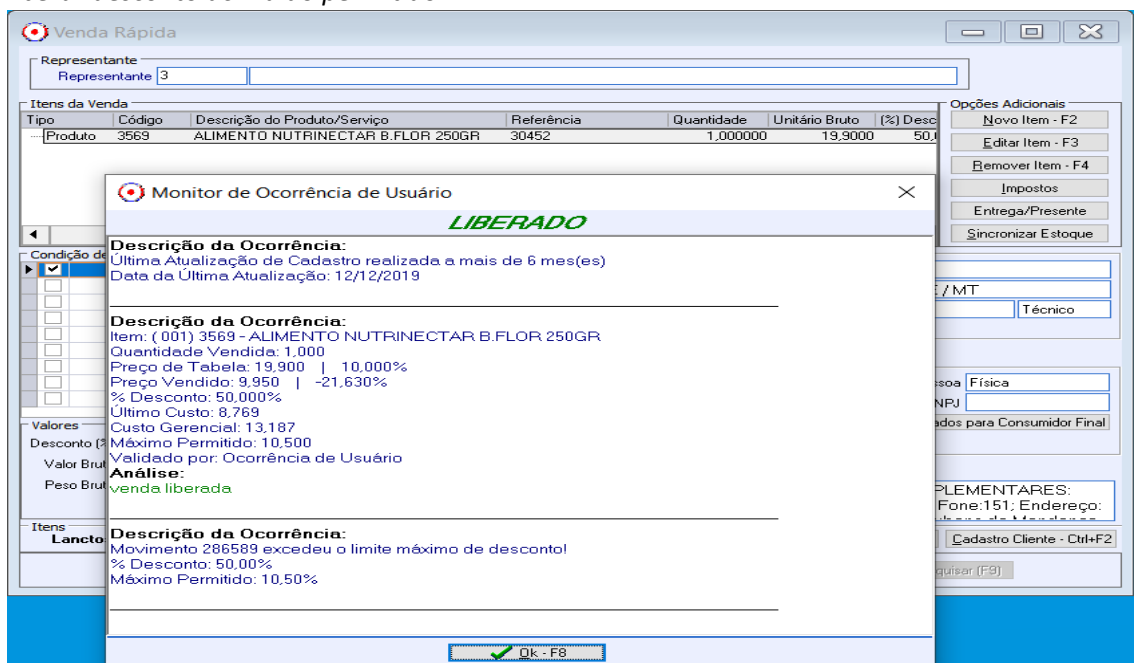 Venda Rápida
Representante
Representante 3
Itens da Venda
Tipo Código Descrição do Produto/Serviço Referência Quantidade Unitário Bruto (%) Desc
Produto 3569 ALIMENTO NUTRINECTAR B.FLOR 250GR 30452 1,000000 19,9000 50,
Opções Adicionais
Novo Item - F2
Editar Item - F3
Remover Item - F4
Impostos
Entrega/Presente
Sincronizar Estoque
Condição de
/ MT
Técnico
Física
NPJ
para Consumidor Final
Valores
Desconto
Valor
Peso
Fone:151; Endereço:
Itens
Lancto
Cadastro Cliente - Ctrl+F2
(F9)
Monitor de Ocorrência de Usuário
LIBERADO
Descrição da Ocorrência:
Última Atualização de Cadastro realizada a mais de 6 mes(es)
Data da Última Atualização: 12/12/2019
Descrição da Ocorrência:
Item: ( 001) 3569 - ALIMENTO NUTRINECTAR B.FLOR 250GR
Quantidade Vendida: 1,000
Preço de Tabela: 19,900 | 10,000%
Preço Vendido: 9,950 | -21,630%
% Desconto: 50,000%
Último Custo: 8,769
Custo Gerencial: 13,187
Máximo Permitido: 10,500
Validado por: Ocorrência de Usuário
Análise:
venda liberada
Descrição da Ocorrência:
Movimento 286589 excedeu o limite máximo de desconto!
% Desconto: 50,00%
Máximo Permitido: 10,50%
Ok - F8